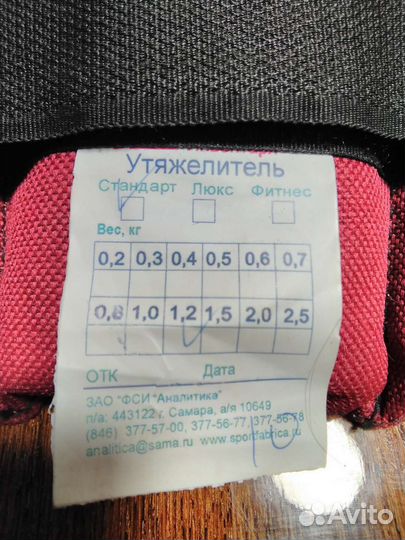 Утяжелитель
Стандарт Люкс Фитнес
Вес, кг
0,2 0,3 0,4 0,5 0,6 0,7
0,8 1,0 1,2 1,5 2,0 2,5
ОТК Дата
ЗАО "ФСИ "Аналитика"
п/а: 443122 г. Самара, а/я 10649
(846) 377-57-00, 377-56-77, 377-56-78
analitica@sama.ru www.sportfabrica.ru
Avito